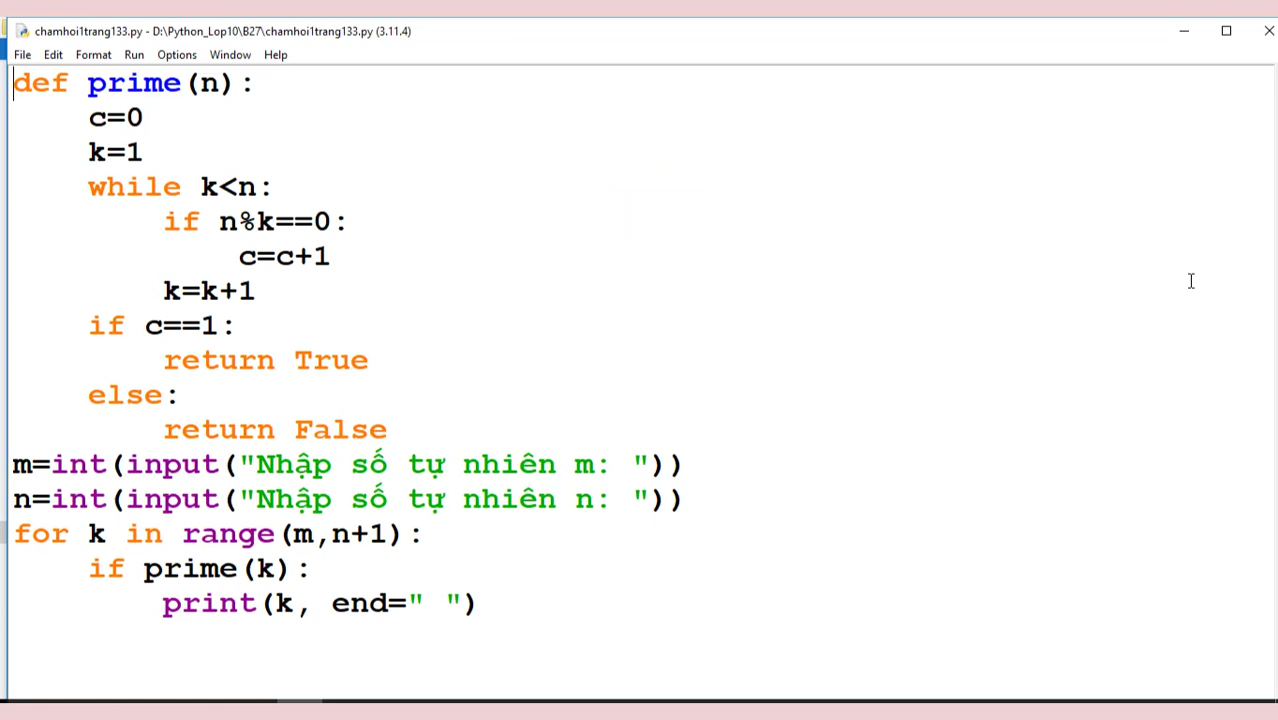 chamhoi1trang133.py - D:\Python_Lop10\B27\chamhoi1trang133.py (3.11.4)
File Edit Format Run Options Window Help
def prime(n):
    c=0
    k=1
    while k<n:
        if n%k==0:
            c=c+1
        k=k+1
    if c==1:
        return True
    else:
        return False
m=int(input("Nhập số tự nhiên m: "))
n=int(input("Nhập số tự nhiên n: "))
for k in range(m,n+1):
    if prime(k):
        print(k, end=" ")